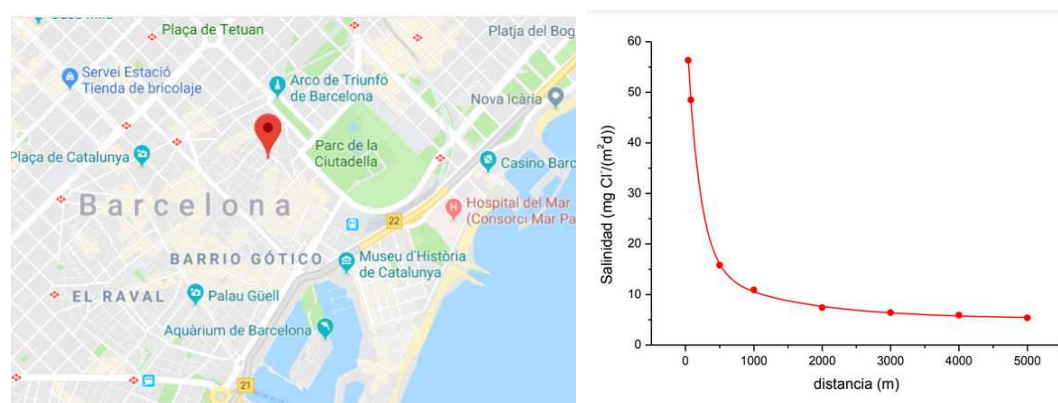 Plaça de Tetuan
Platja del Bog
Servei Estació
Tienda de bricolaje
Arco de Triunfo
de Barcelona
Nova Icària
Parc de la
Ciutadella
Plaça de Catalunya
Casino Barc
Barcelona
Hospital del Mar
(Consorci Mar Pa
22
BARRIO GÓTICO
Museu d'Història
de Catalunya
EL RAVAL
Palau Güell
Aquàrium de Barcelona
21
Salinidad (mg Cl⁻/(m²d))
60
50
40
30
20
10
0
0 1000 2000 3000 4000 5000
distancia (m)